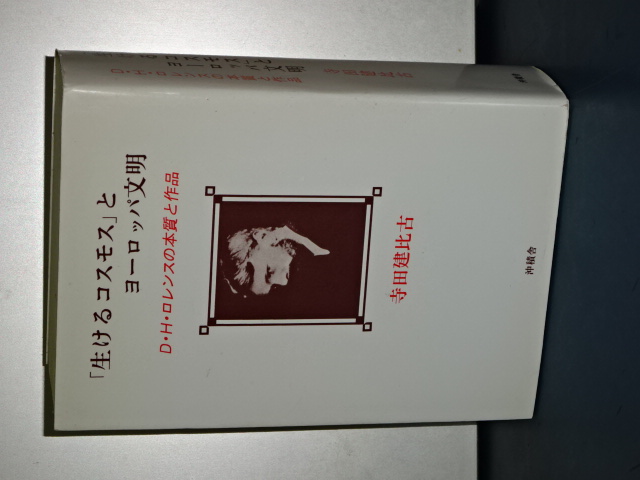 「生けるコスモス」と
ヨーロッパ文明
D・H・ロレンスの本質と作品
寺田建比古
沖積舎